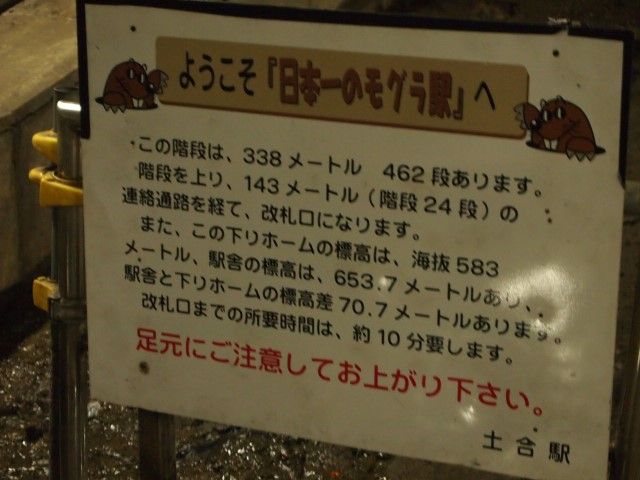 ようこそ『日本一のモグラ駅』へ
この階段は、338メートル 462段あります。
階段を上り、143メートル（階段24段）の
連絡通路を経て、改札口になります。
また、この下りホームの標高は、海抜583
メートル、駅舎の標高は、653.7メートルあり、
駅舎と下りホームの標高差70.7メートルあります。
改札口までの所要時間は、約10分要します。
足元にご注意してお上がり下さい。
土合駅